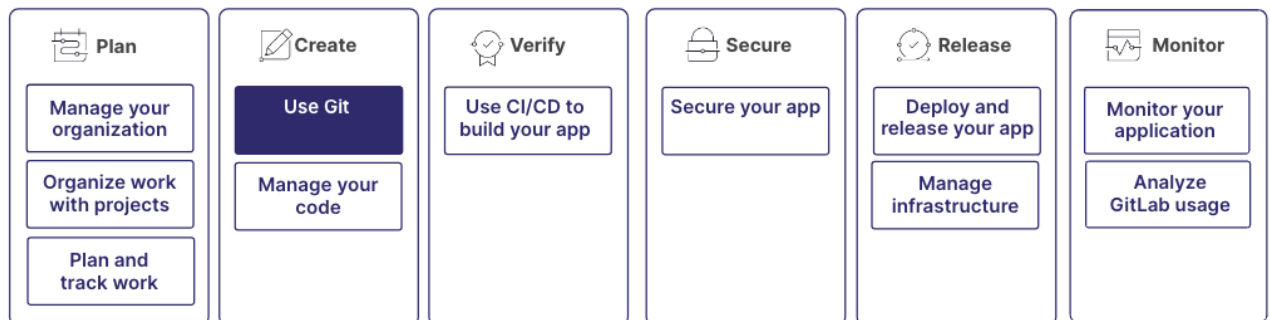 Plan
Manage your
organization
Organize work
with projects
Plan and
track work
Create
Use Git
Manage your
code
Verify
Use CI/CD to
build your app
Secure
Secure your app
Release
Deploy and
release your app
Manage
infrastructure
Monitor
Monitor your
application
Analyze
GitLab usage